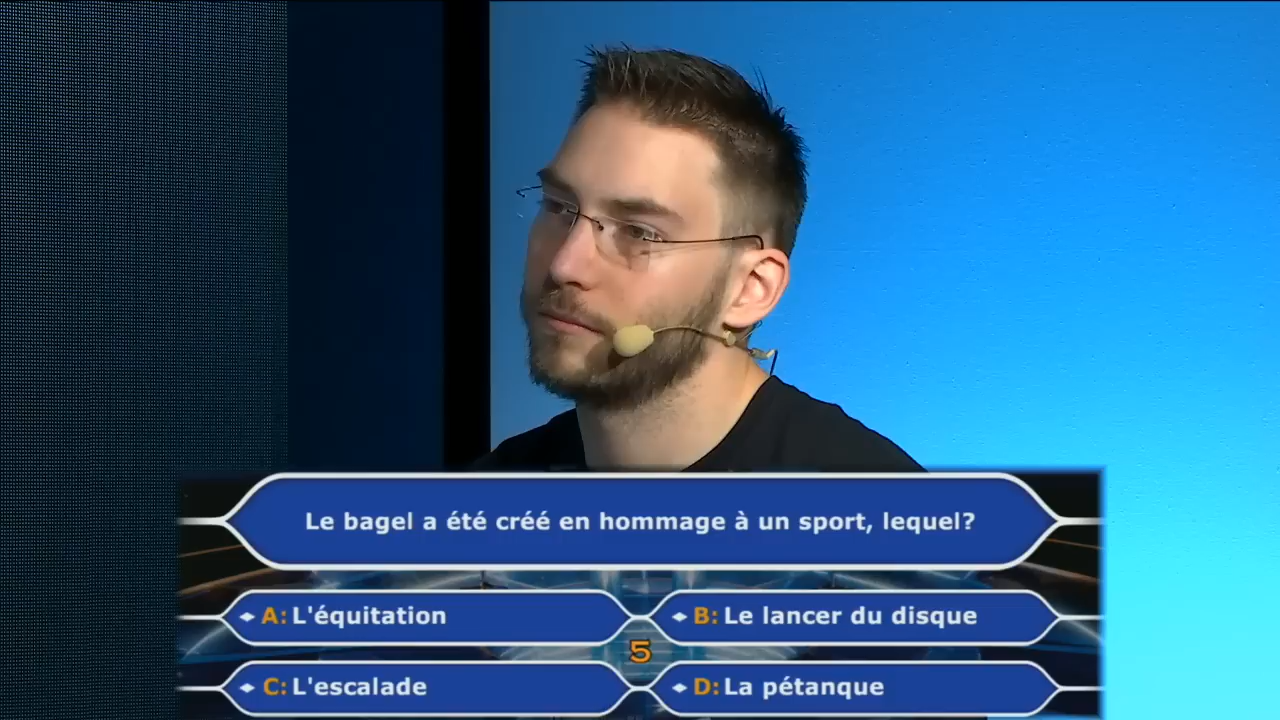 Le bagel a été créé en hommage à un sport, lequel?
A: L'équitation
B: Le lancer du disque
5
C: L'escalade
D: La pétanque